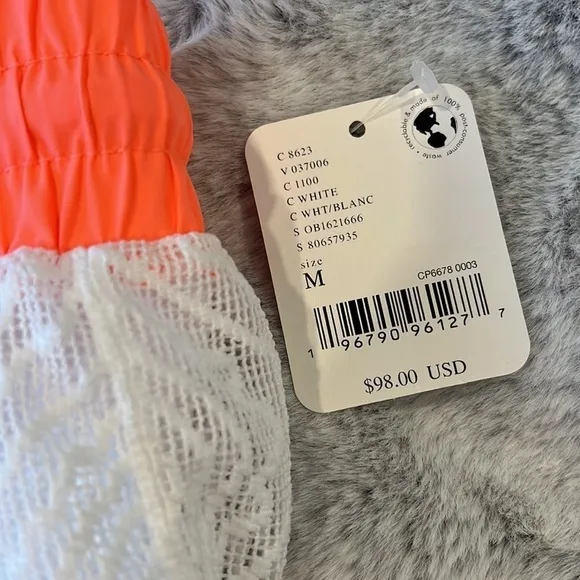 recyclable & made of 100% post-consumer waste •
C 8623
V 037006
C 1100
C WHITE
C WHT/BLANC
S OB1621666
S 80657935
size
M
CP6678 0003
1 96790 96127 7
$98.00 USD